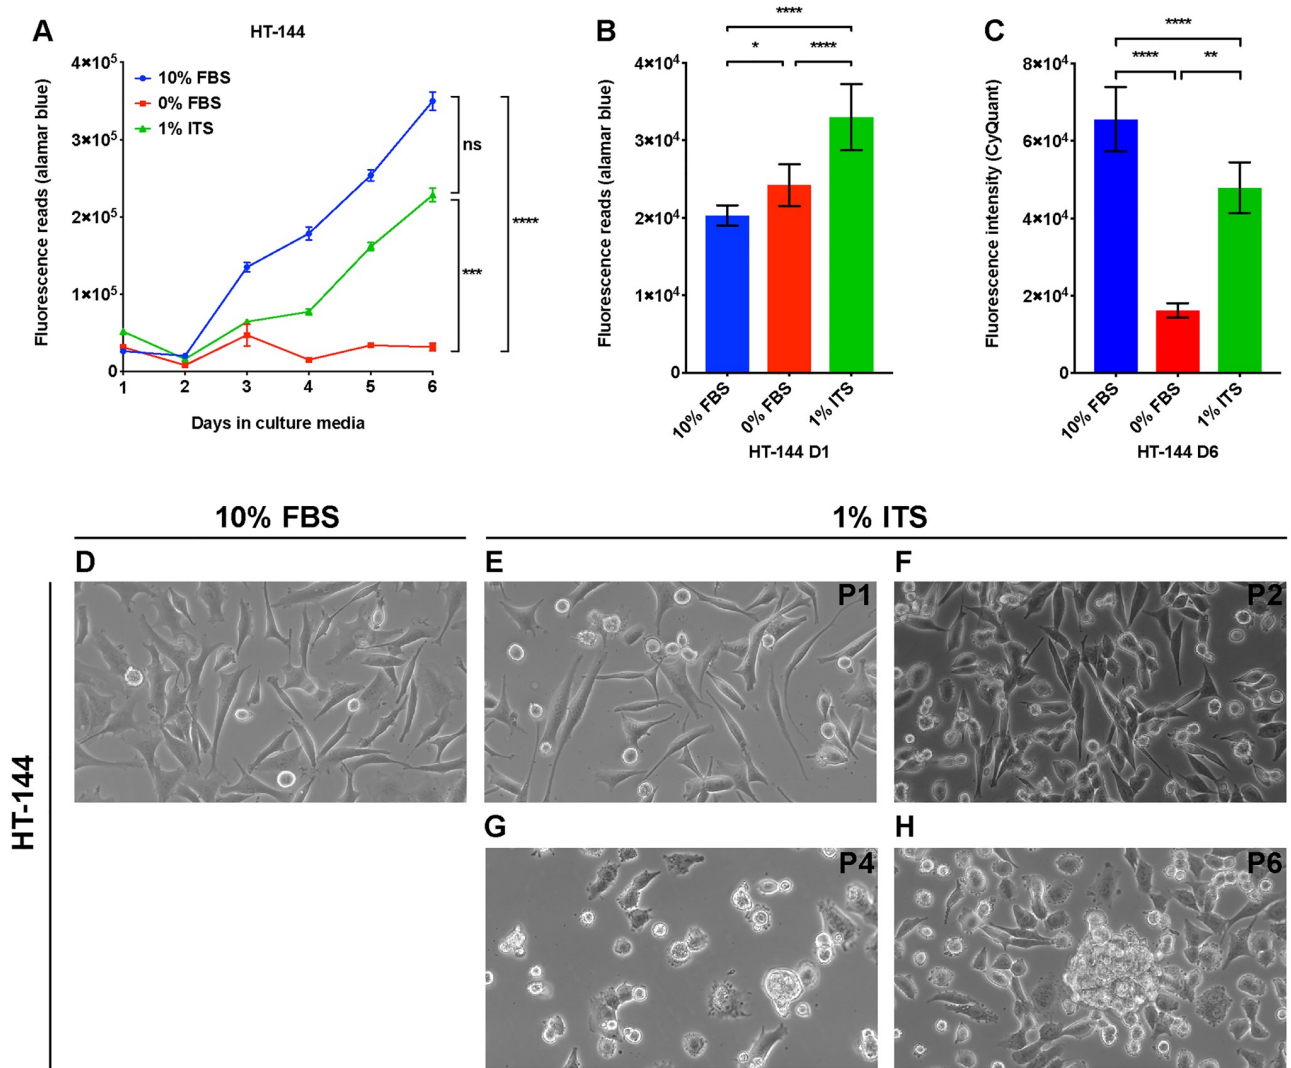 A
HT-144
Fluorescence reads (alamar blue)
4×10⁵
3×10⁵
2×10⁵
1×10⁵
0
10% FBS
0% FBS
1% ITS
ns
***
****
1 2 3 4 5 6
Days in culture media
B
Fluorescence reads (alamar blue)
4×10⁴
3×10⁴
2×10⁴
1×10⁴
0
****
* ****
10% FBS 0% FBS 1% ITS
HT-144 D1
C
Fluorescence intensity (CyQuant)
8×10⁴
6×10⁴
4×10⁴
2×10⁴
0
****
**** **
10% FBS 0% FBS 1% ITS
HT-144 D6
10% FBS 1% ITS
HT-144
D
E
P1
F
P2
G
P4
H
P6